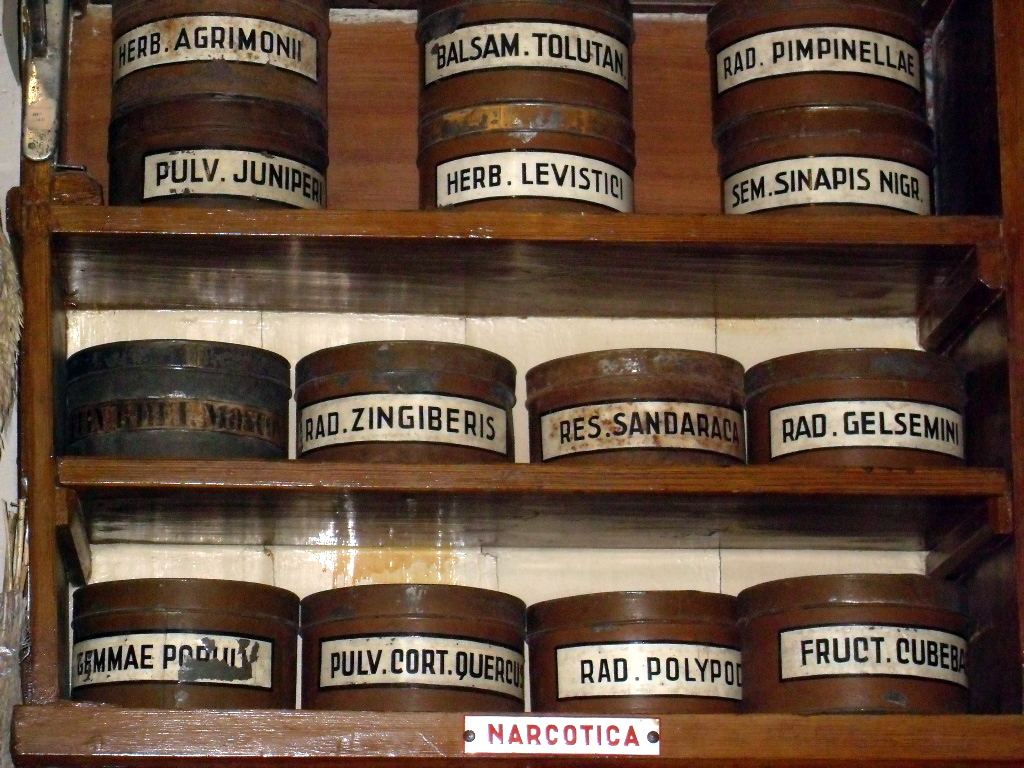 HERB. AGRIMONII
BALSAM. TOLUTAN.
RAD. PIMPINELLAE
PULV. JUNIPERI
HERB. LEVISTICI
SEM. SINAPIS NIGR.
RAD. ZINGIBERIS
RES. SANDARACA
RAD. GELSEMINI
GEMMAE POPULI
PULV. CORT. QUERCUS
RAD. POLYPOD
FRUCT. CUBEBA
NARCOTICA